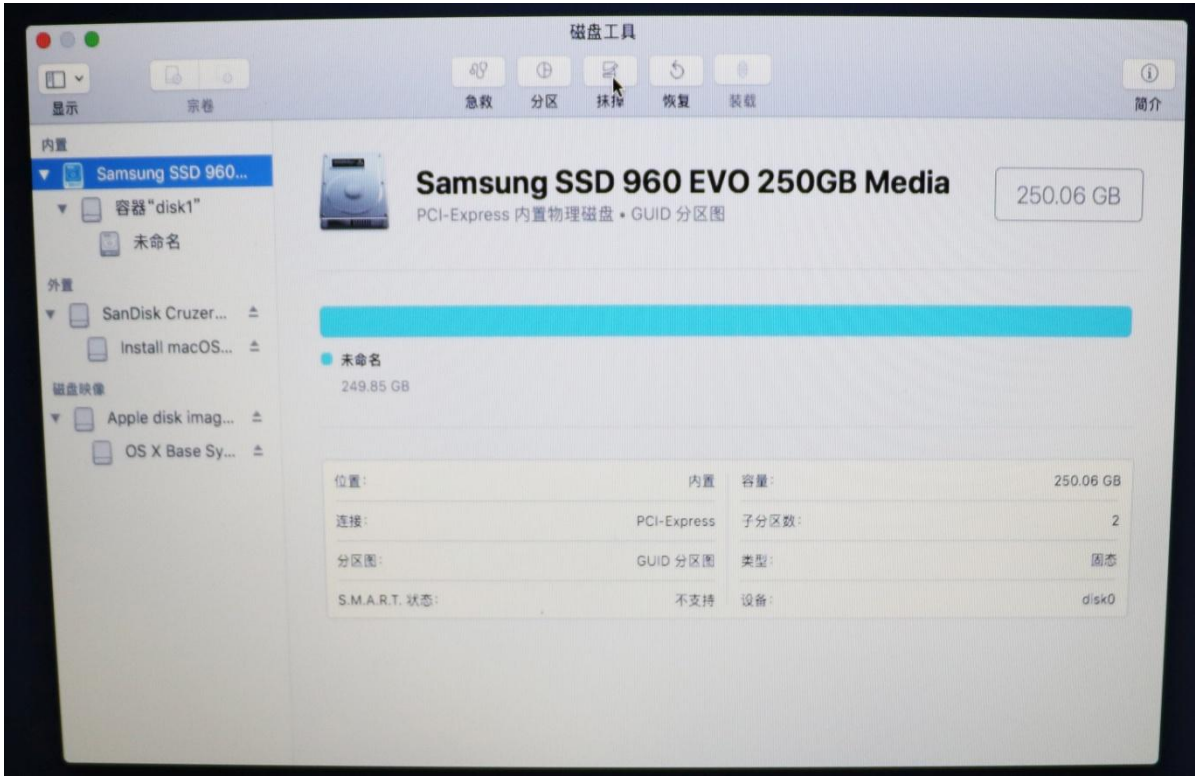 磁盘工具
显示
宗卷
急救
分区
抹掉
恢复
装载
简介
内置
Samsung SSD 960...
容器“disk1”
未命名
外置
SanDisk Cruzer...
Install macOS...
磁盘映像
Apple disk imag...
OS X Base Sy...
Samsung SSD 960 EVO 250GB Media
PCI-Express 内置物理磁盘 • GUID 分区图
250.06 GB
未命名
249.85 GB
位置: 内置
容量: 250.06 GB
连接: PCI-Express
子分区数: 2
分区图: GUID 分区图
类型: 固态
S.M.A.R.T. 状态: 不支持
设备: disk0